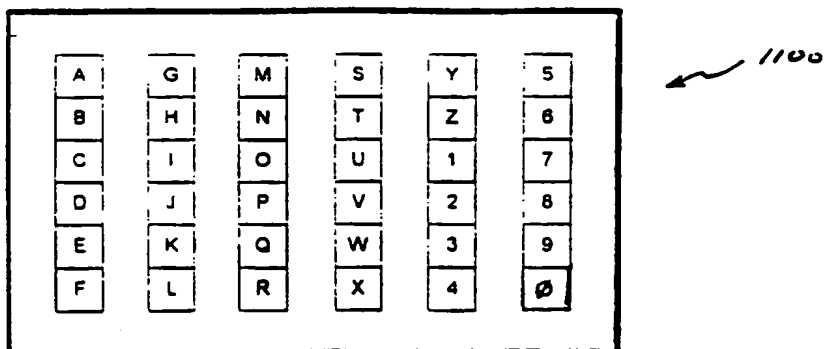 A G M S Y 5 1100
B H N T Z 6
C I O U 1 7
D J P V 2 8
E K Q W 3 9
F L R X 4 Ø